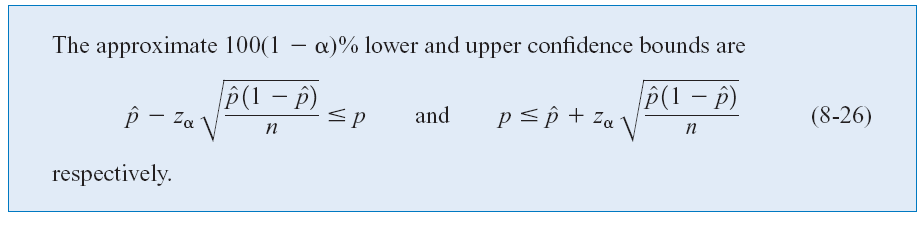 The approximate 100(1 − α)% lower and upper confidence bounds are
p̂ − z_α √(p̂(1 − p̂)/n) ≤ p and p ≤ p̂ + z_α √(p̂(1 − p̂)/n) (8-26)
respectively.